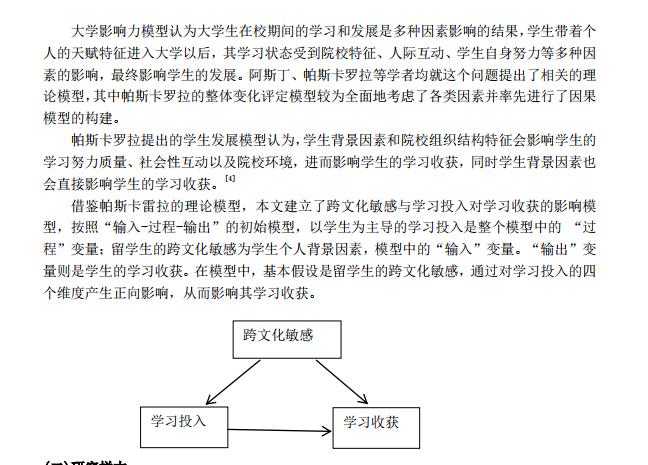 大学影响力模型认为大学生在校期间的学习和发展是多种因素影响的结果，学生带着个
人的天赋特征进入大学以后，其学习状态受到院校特征、人际互动、学生自身努力等多种因
素的影响，最终影响学生的发展。阿斯丁、帕斯卡罗拉等学者均就这个问题提出了相关的理
论模型，其中帕斯卡罗拉的整体变化评定模型较为全面地考虑了各类因素并率先进行了因果
模型的构建。
帕斯卡罗拉提出的学生发展模型认为，学生背景因素和院校组织结构特征会影响学生的
学习努力质量、社会性互动以及院校环境，进而影响学生的学习收获，同时学生背景因素也
会直接影响学生的学习收获。[4]
借鉴帕斯卡雷拉的理论模型，本文建立了跨文化敏感与学习投入对学习收获的影响模
型，按照“输入-过程-输出”的初始模型，以学生为主导的学习投入是整个模型中的 “过
程”变量；留学生的跨文化敏感为学生个人背景因素，模型中的“输入”变量。“输出”变
量则是学生的学习收获。在模型中，基本假设是留学生的跨文化敏感，通过对学习投入的四
个维度产生正向影响，从而影响其学习收获。
跨文化敏感
学习投入
学习收获